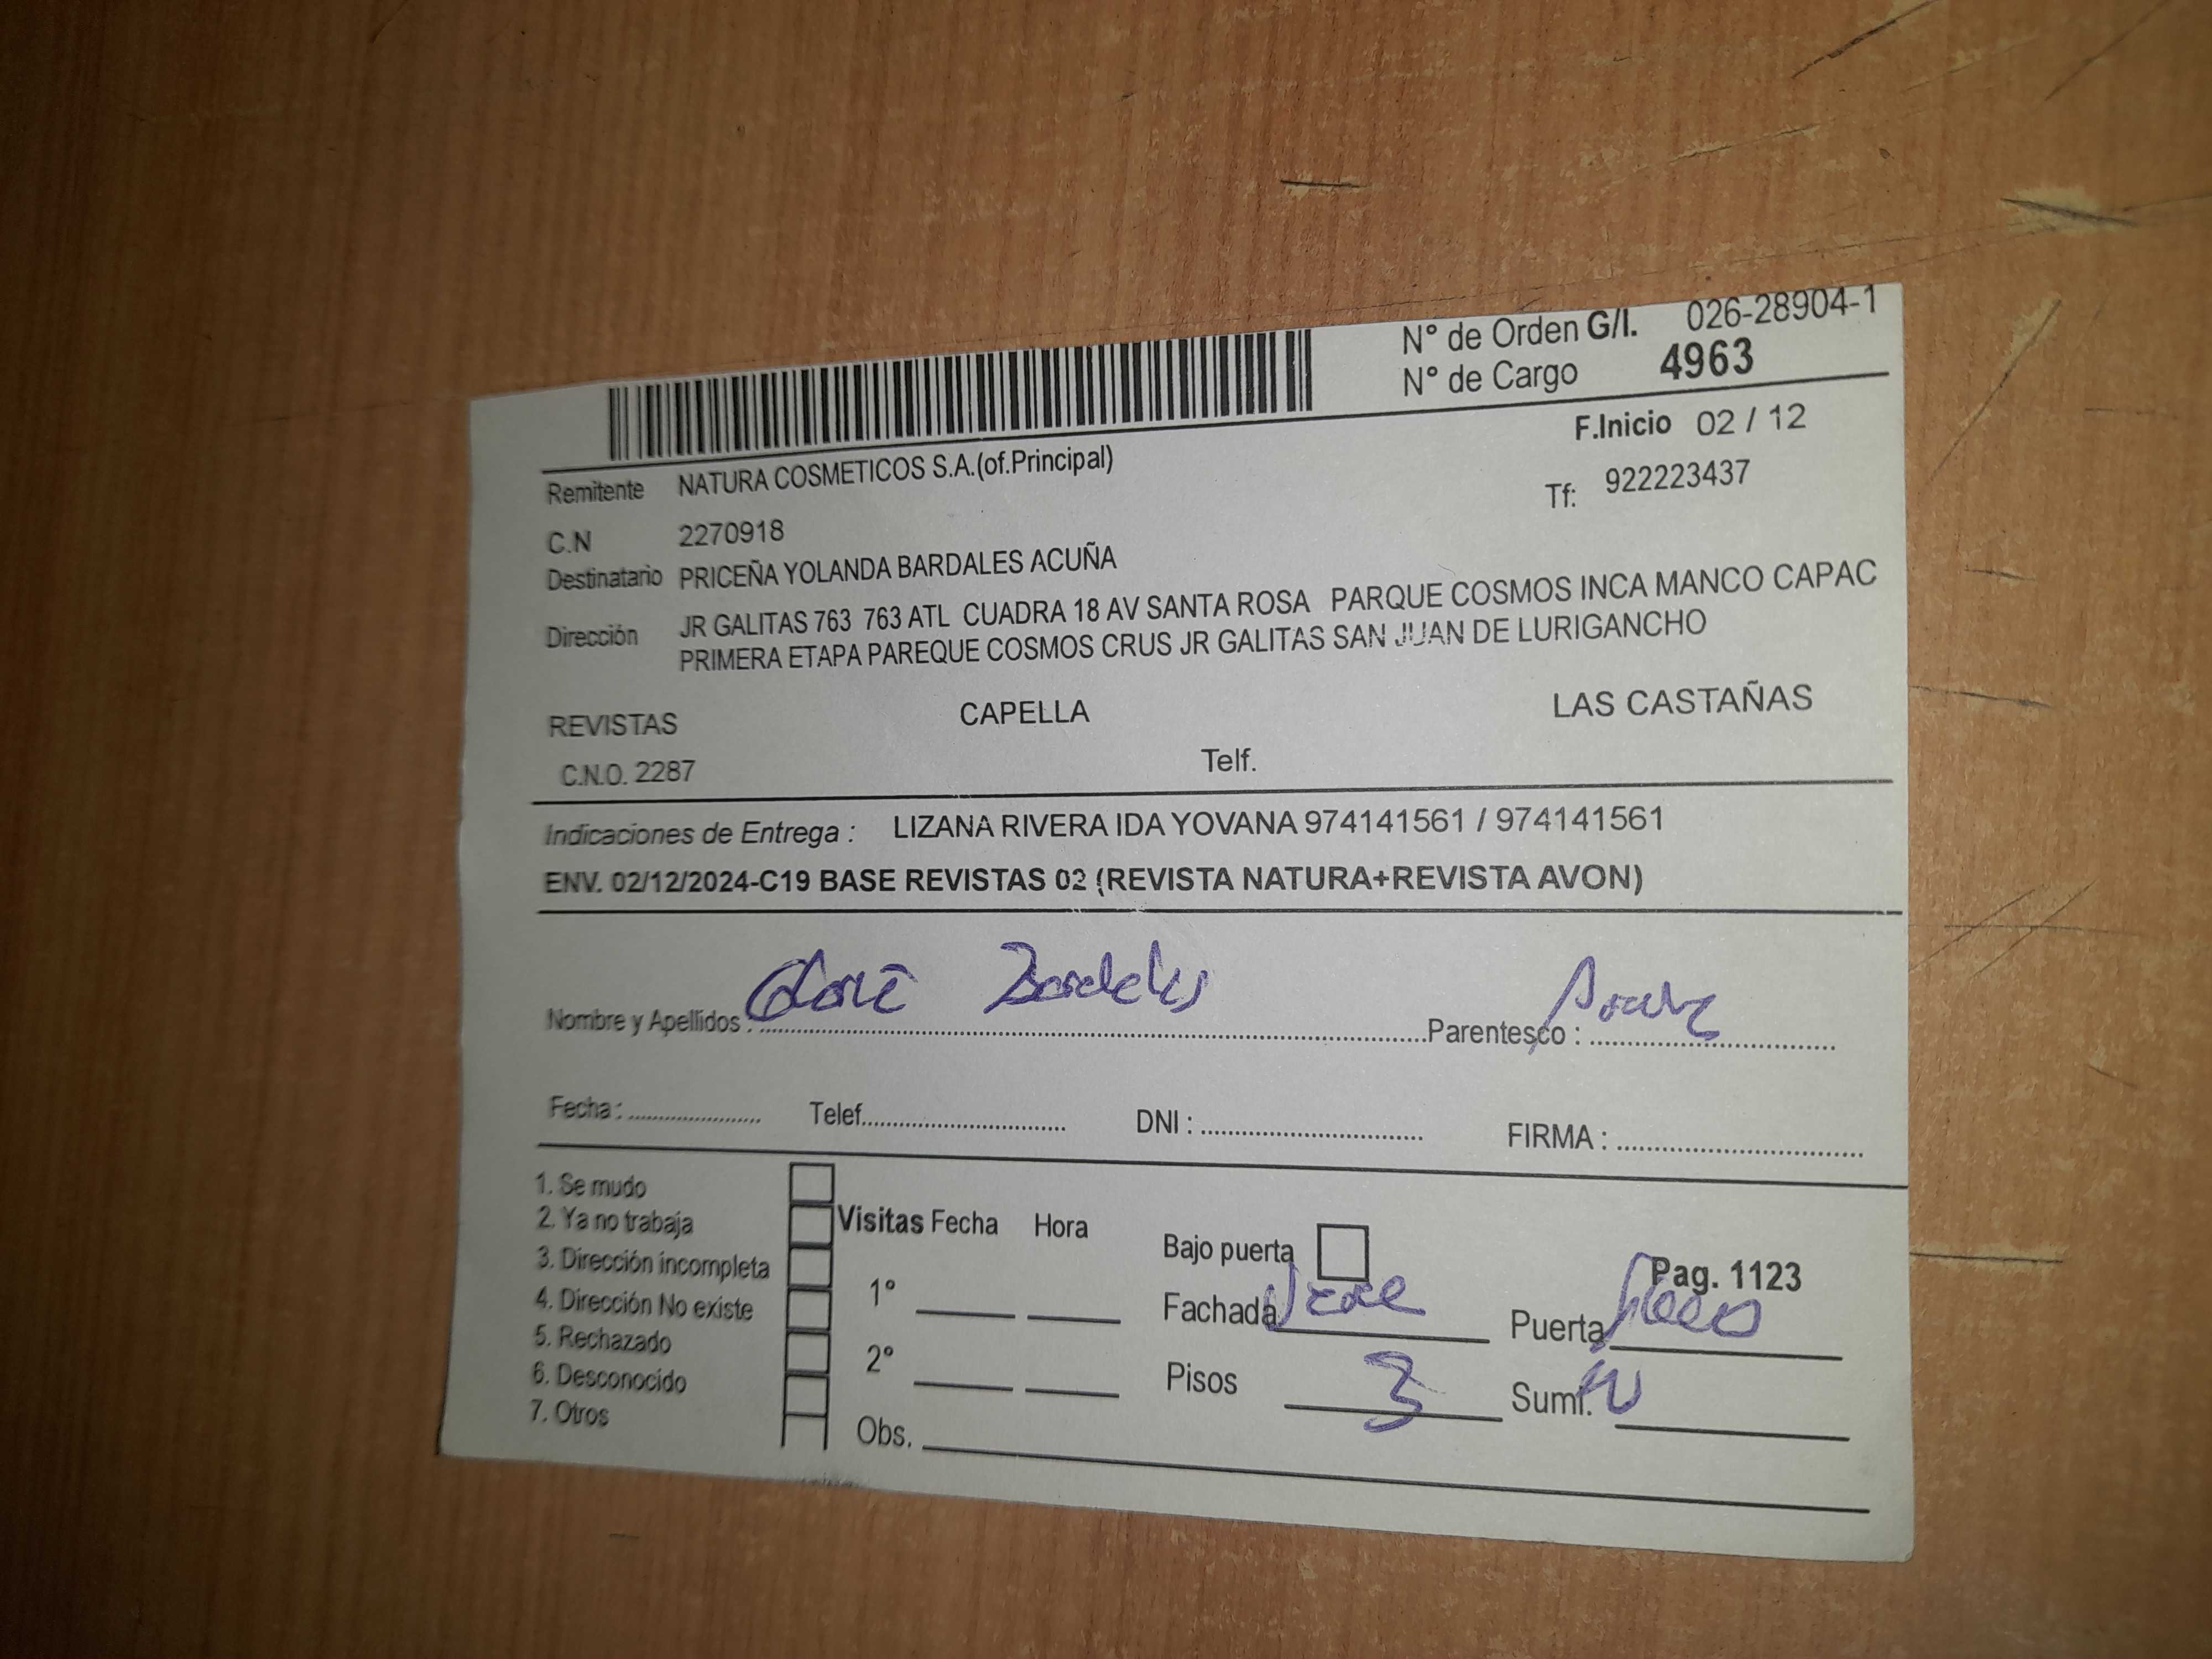 N° de Orden G/I. 026-28904-1
N° de Cargo 4963
F.Inicio 02 / 12
Remitente NATURA COSMETICOS S.A.(of.Principal)
Tf: 922223437
C.N 2270918
Destinatario PRICEÑA YOLANDA BARDALES ACUÑA
Dirección JR GALITAS 763 763 ATL CUADRA 18 AV SANTA ROSA PARQUE COSMOS INCA MANCO CAPAC
PRIMERA ETAPA PAREQUE COSMOS CRUS JR GALITAS SAN JUAN DE LURIGANCHO
REVISTAS CAPELLA LAS CASTAÑAS
C.N.O. 2287 Telf.
Indicaciones de Entrega : LIZANA RIVERA IDA YOVANA 974141561 / 974141561
ENV. 02/12/2024-C19 BASE REVISTAS 02 (REVISTA NATURA+REVISTA AVON)
Nombre y Apellidos : Bardales Parentesco :
Fecha : Telef. DNI : FIRMA :
1. Se mudo
2. Ya no trabaja
3. Dirección incompleta
4. Dirección No existe
5. Rechazado
6. Desconocido
7. Otros
Visitas Fecha Hora
1°
2°
Obs.
Bajo puerta
Fachada
Pisos 3
Pag. 1123
Puerta
Sumi.